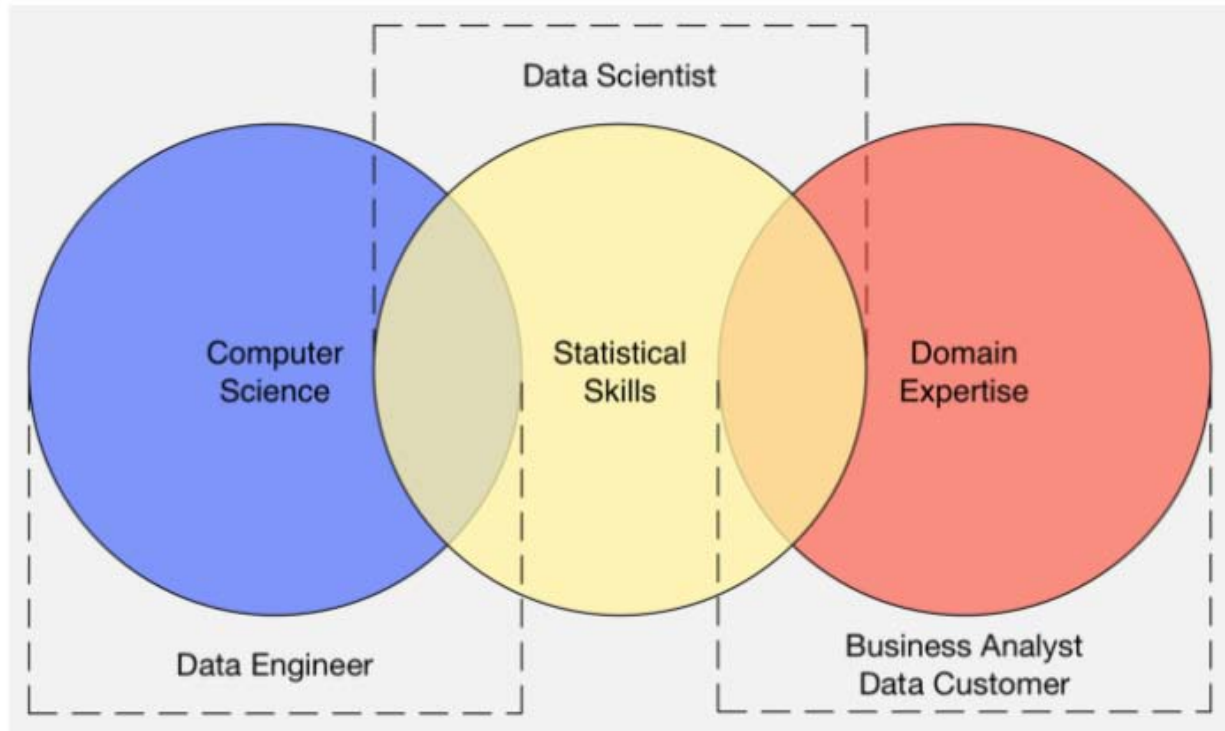 Data Scientist
Computer
Science
Statistical
Skills
Domain
Expertise
Data Engineer
Business Analyst
Data Customer